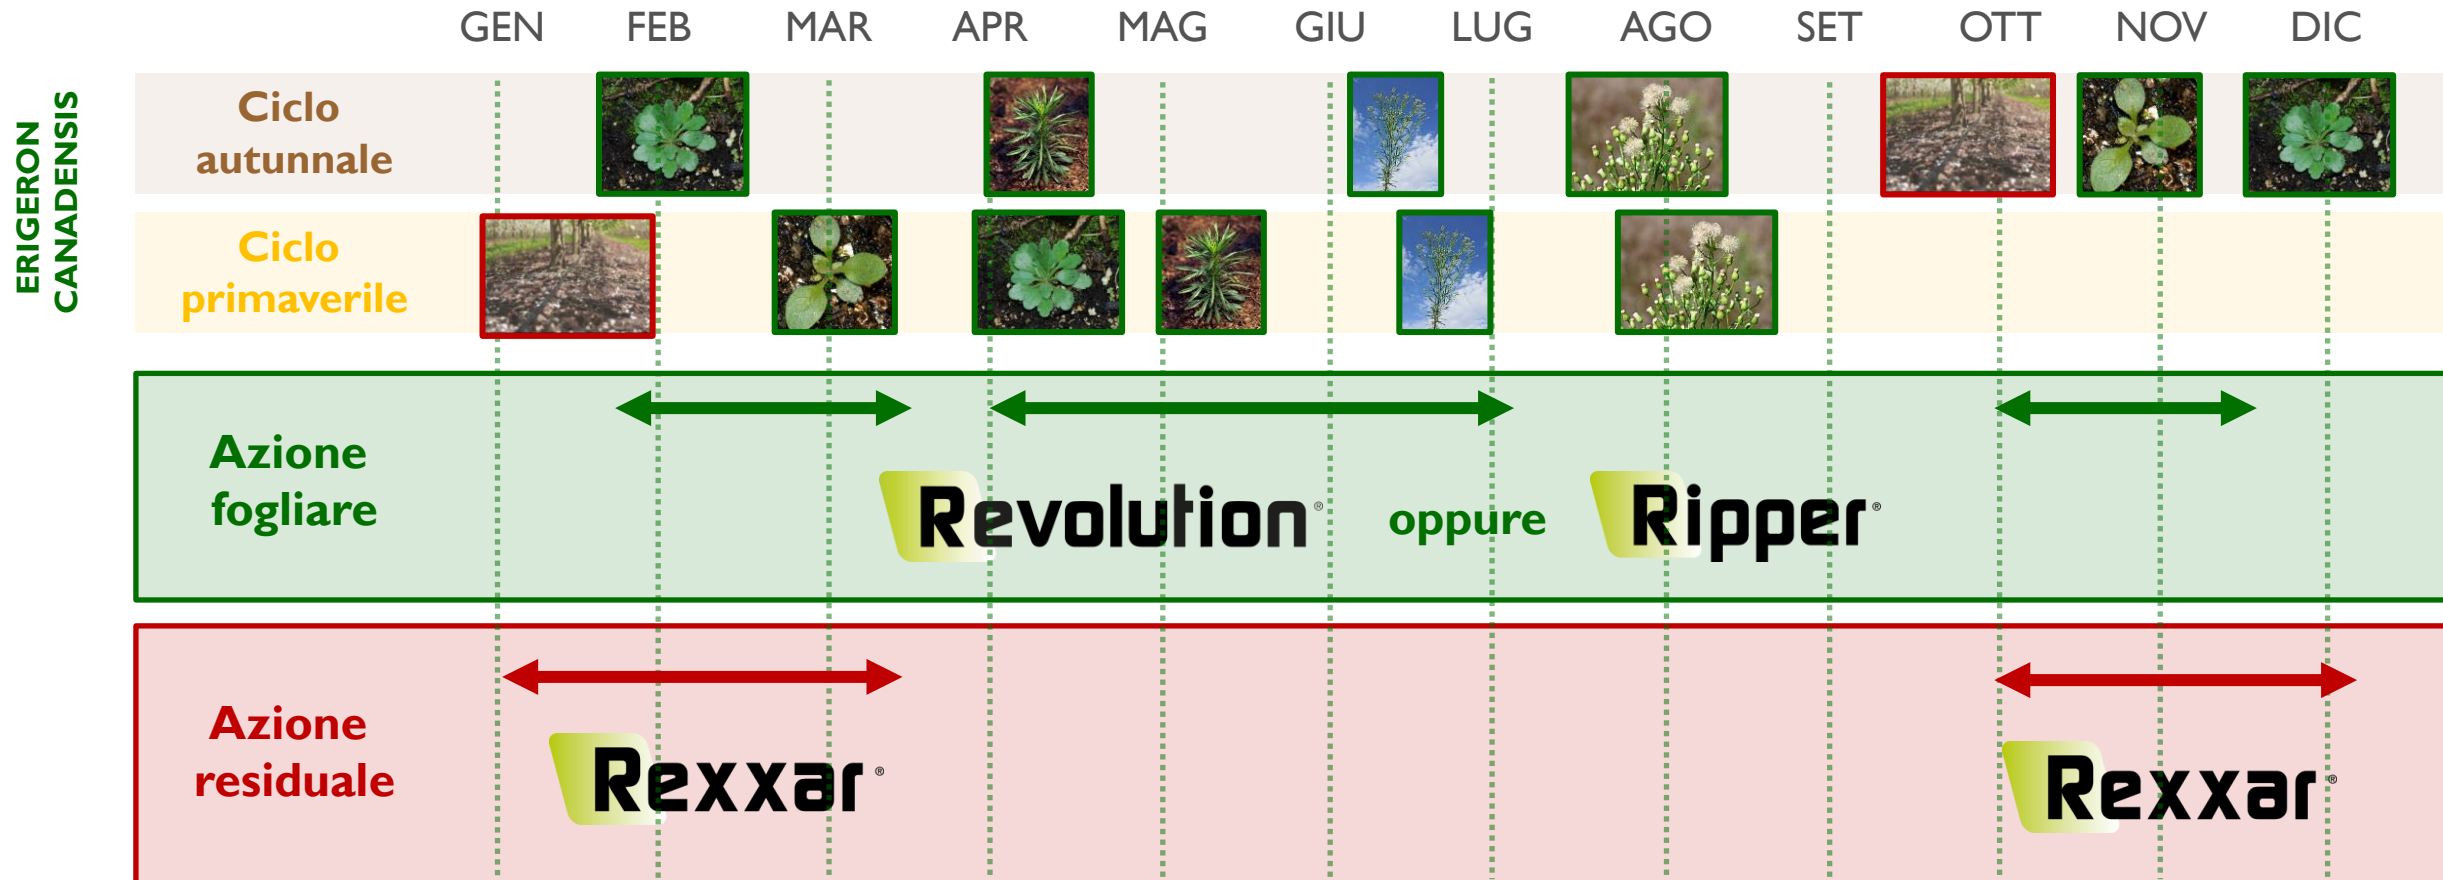 GEN FEB MAR APR MAG GIU LUG AGO SET OTT NOV DIC
ERIGERON
CANADENSIS
Ciclo
autunnale
Ciclo
primaverile
Azione
fogliare
Revolution® oppure Ripper®
Azione
residuale
Rexxar® Rexxar®